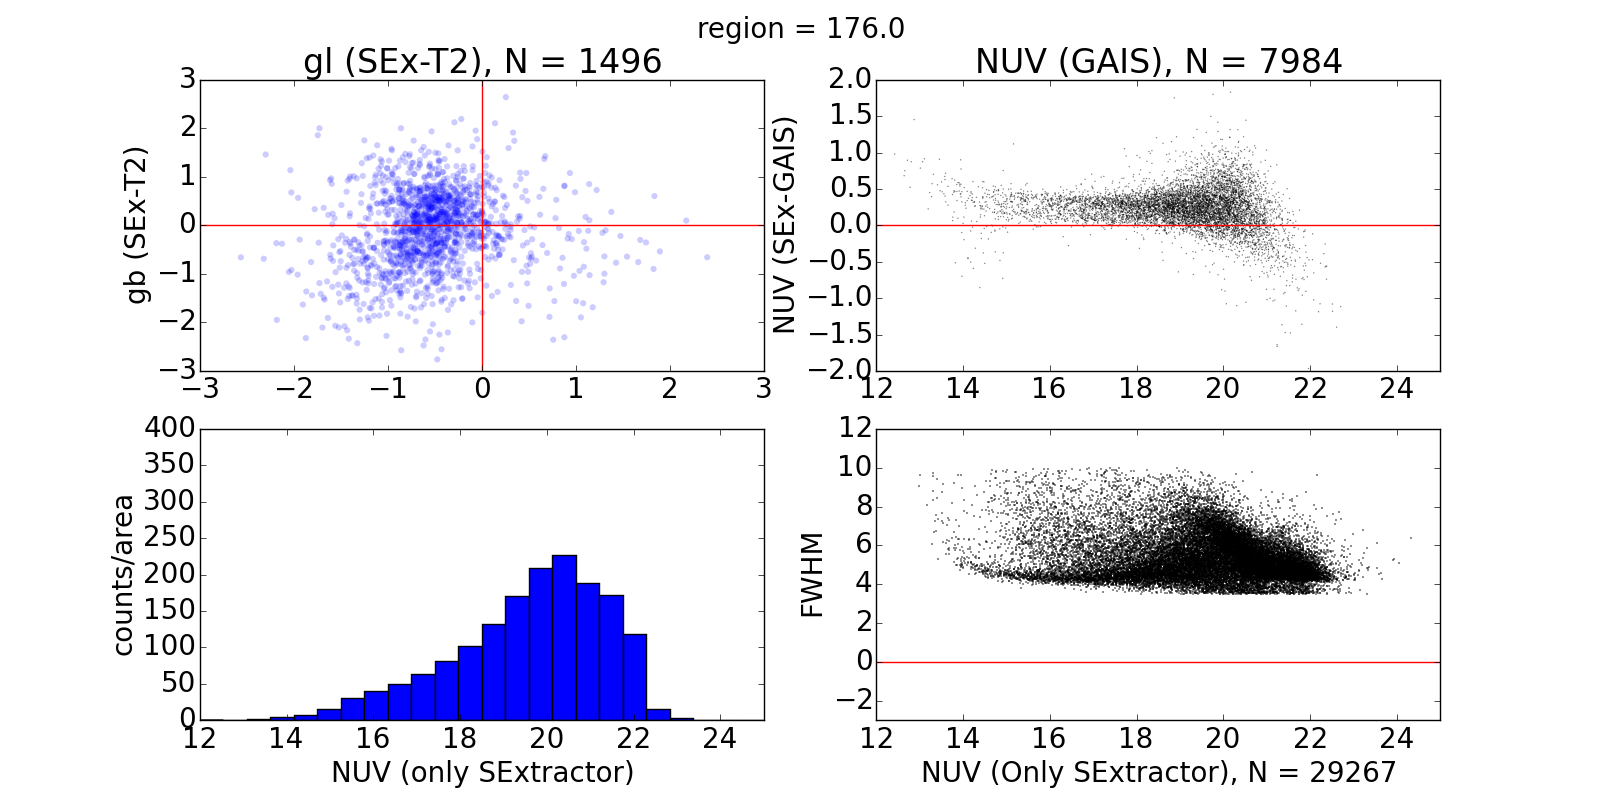 region = 176.0
gl (SEx-T2), N = 1496
gb (SEx-T2)
3
2
1
0
−1
−2
−3
−3 −2 −1 0 1 2 3
NUV (GAIS), N = 7984
NUV (SEx-GAIS)
2.0
1.5
1.0
0.5
0.0
−0.5
−1.0
−1.5
−2.0
12 14 16 18 20 22 24
counts/area
400
350
300
250
200
150
100
50
0
12 14 16 18 20 22 24
NUV (only SExtractor)
FWHM
12
10
8
6
4
2
0
−2
12 14 16 18 20 22 24
NUV (Only SExtractor), N = 29267